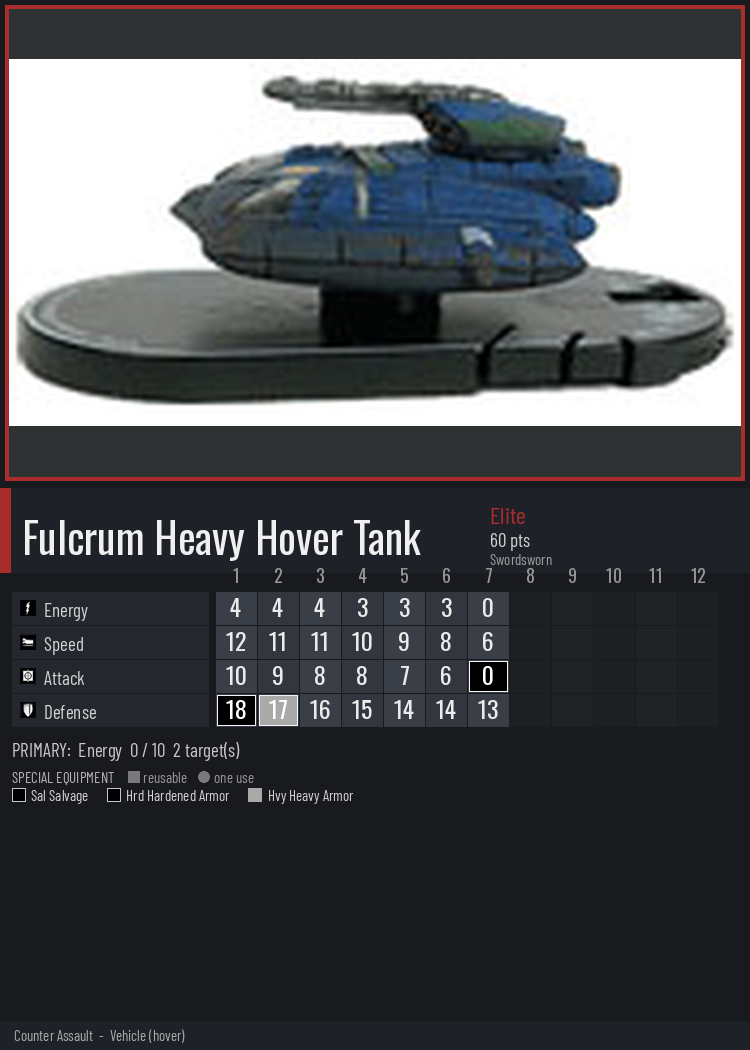 Fulcrum Heavy Hover Tank
Elite
60 pts
Swordsworn
1 2 3 4 5 6 7 8 9 10 11 12
Energy 4 4 4 3 3 3 0
Speed 12 11 11 10 9 8 6
Attack 10 9 8 8 7 6 0
Defense 18 17 16 15 14 14 13
PRIMARY: Energy 0 / 10 2 target(s)
SPECIAL EQUIPMENT reusable one use
Sal Salvage Hrd Hardened Armor Hvy Heavy Armor
Counter Assault - Vehicle (hover)